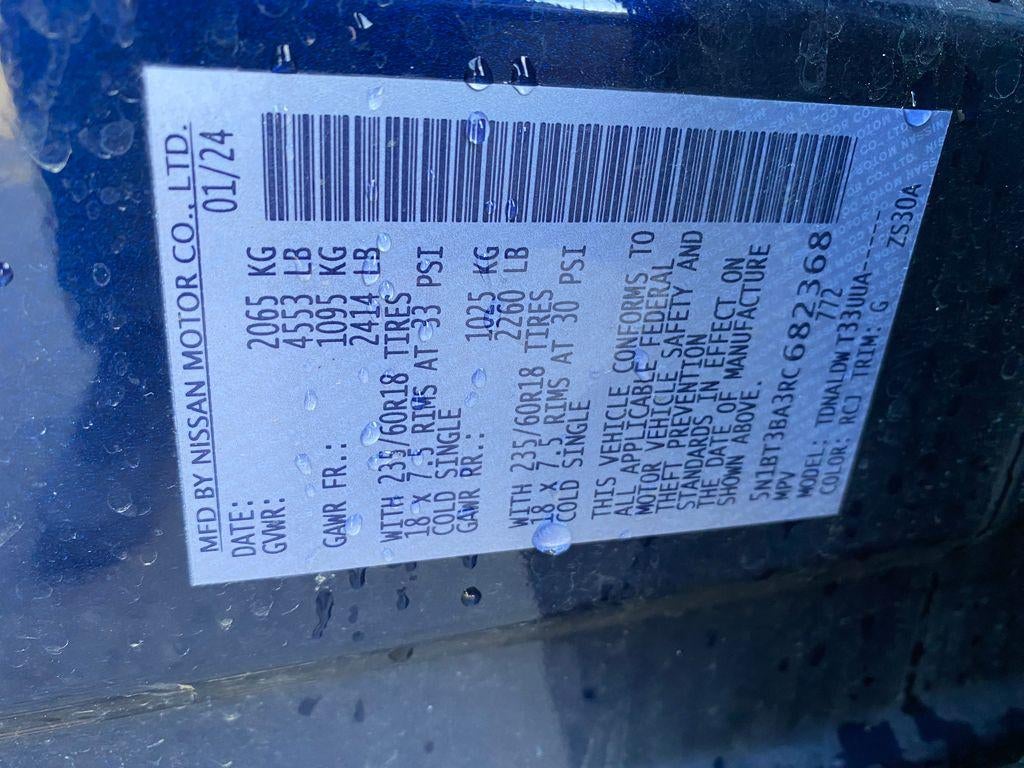 MFD BY NISSAN MOTOR CO., LTD.
DATE: 01/24
GVWR: 2065 KG
4553 LB
GAWR FR.: 1095 KG
2414 LB
WITH 235/60R18 TIRES
18 X 7.5 RIMS AT 33 PSI
COLD SINGLE
GAWR RR.: 1025 KG
2260 LB
WITH 235/60R18 TIRES
18 X 7.5 RIMS AT 30 PSI
COLD SINGLE
THIS VEHICLE CONFORMS TO
ALL APPLICABLE FEDERAL
MOTOR VEHICLE SAFETY AND
THEFT PREVENTION
STANDARDS IN EFFECT ON
THE DATE OF MANUFACTURE
SHOWN ABOVE.
5N1BT3BA3RC682368
MPV 772
MODEL: TDNALDWT33UUA-----
COLOR: RCJ TRIM: G ZS30A